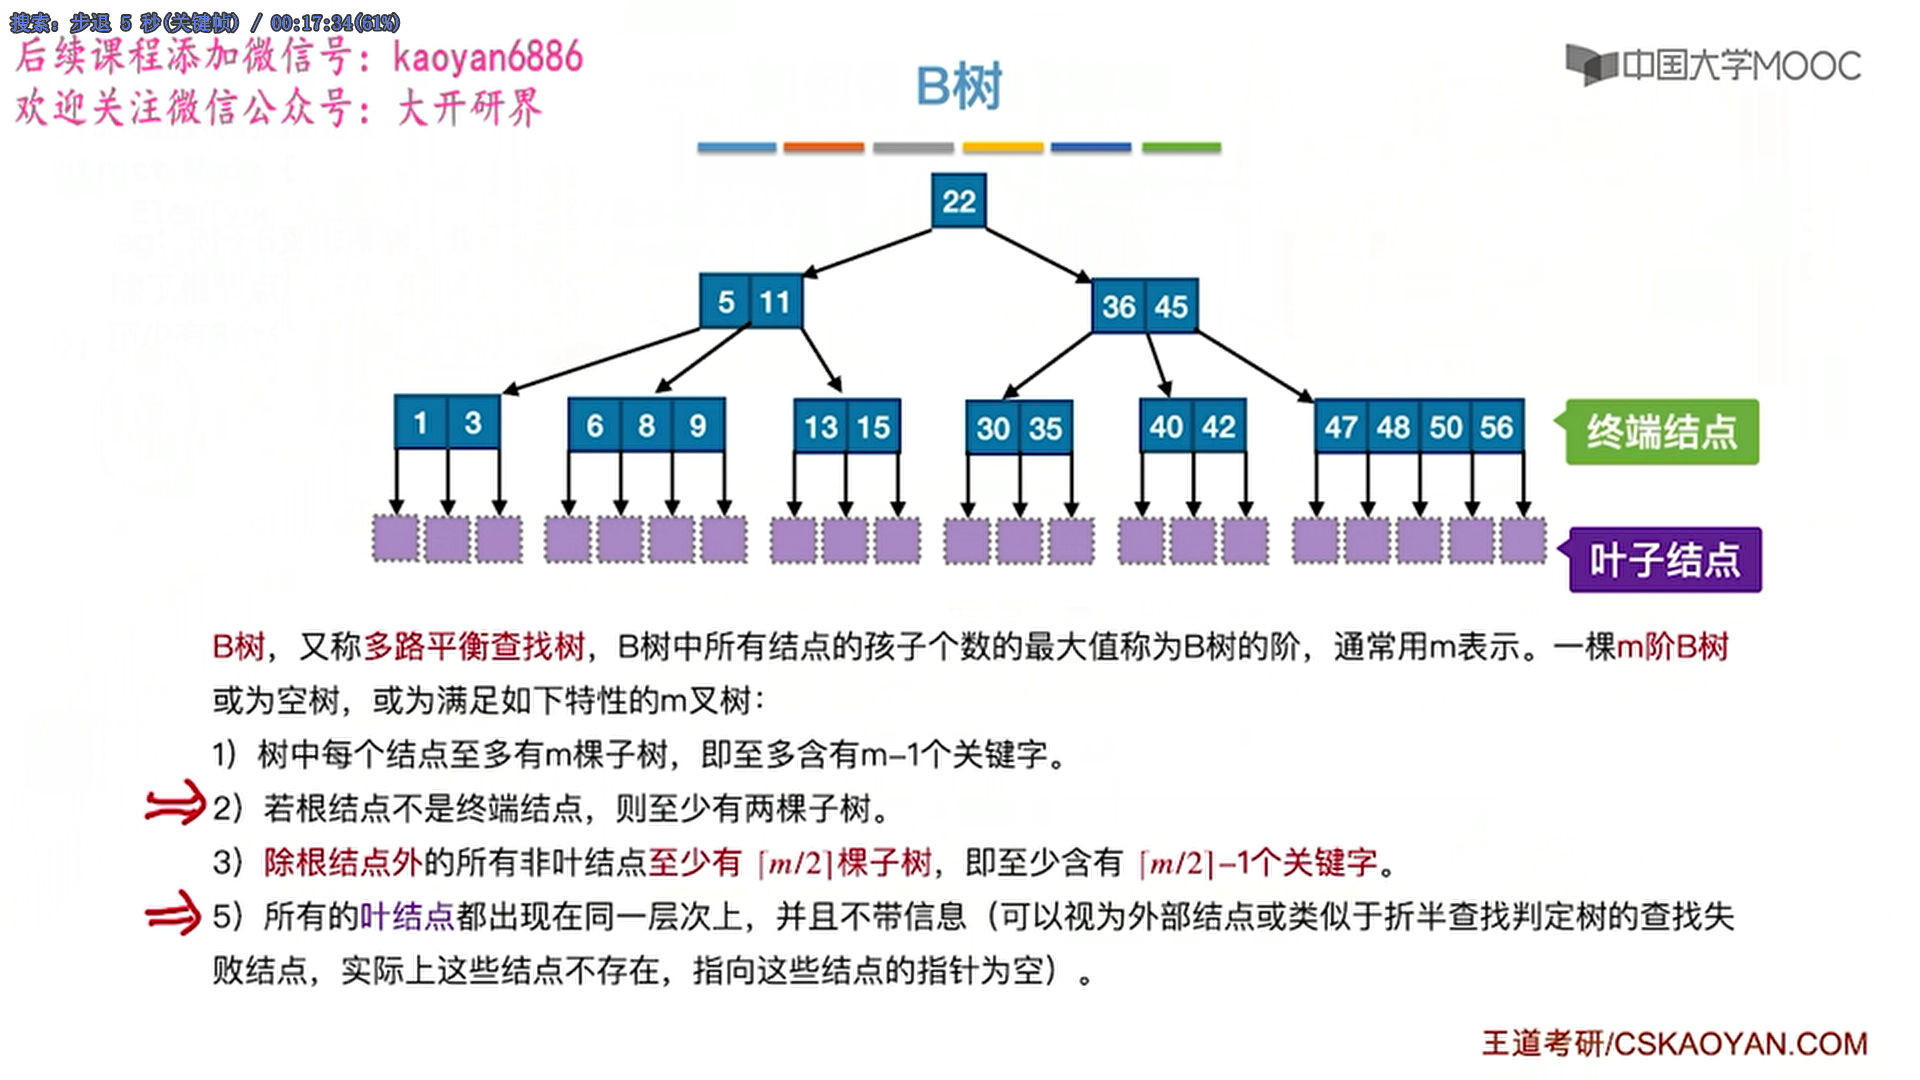 搜索: 步退 5 秒(关键帧) / 00:17:34(61%)
后续课程添加微信号：kaoyan6886
欢迎关注微信公众号：大开研界
中国大学MOOC
B树
22
5 11
36 45
1 3
6 8 9
13 15
30 35
40 42
47 48 50 56
终端结点
叶子结点
B树，又称多路平衡查找树，B树中所有结点的孩子个数的最大值称为B树的阶，通常用m表示。一棵m阶B树
或为空树，或为满足如下特性的m叉树：
1）树中每个结点至多有m棵子树，即至多含有m-1个关键字。
2）若根结点不是终端结点，则至少有两棵子树。
3）除根结点外的所有非叶结点至少有 ⌈m/2⌉棵子树，即至少含有 ⌈m/2⌉-1个关键字。
5）所有的叶结点都出现在同一层次上，并且不带信息（可以视为外部结点或类似于折半查找判定树的查找失
败结点，实际上这些结点不存在，指向这些结点的指针为空）。
王道考研/CSKAOYAN.COM